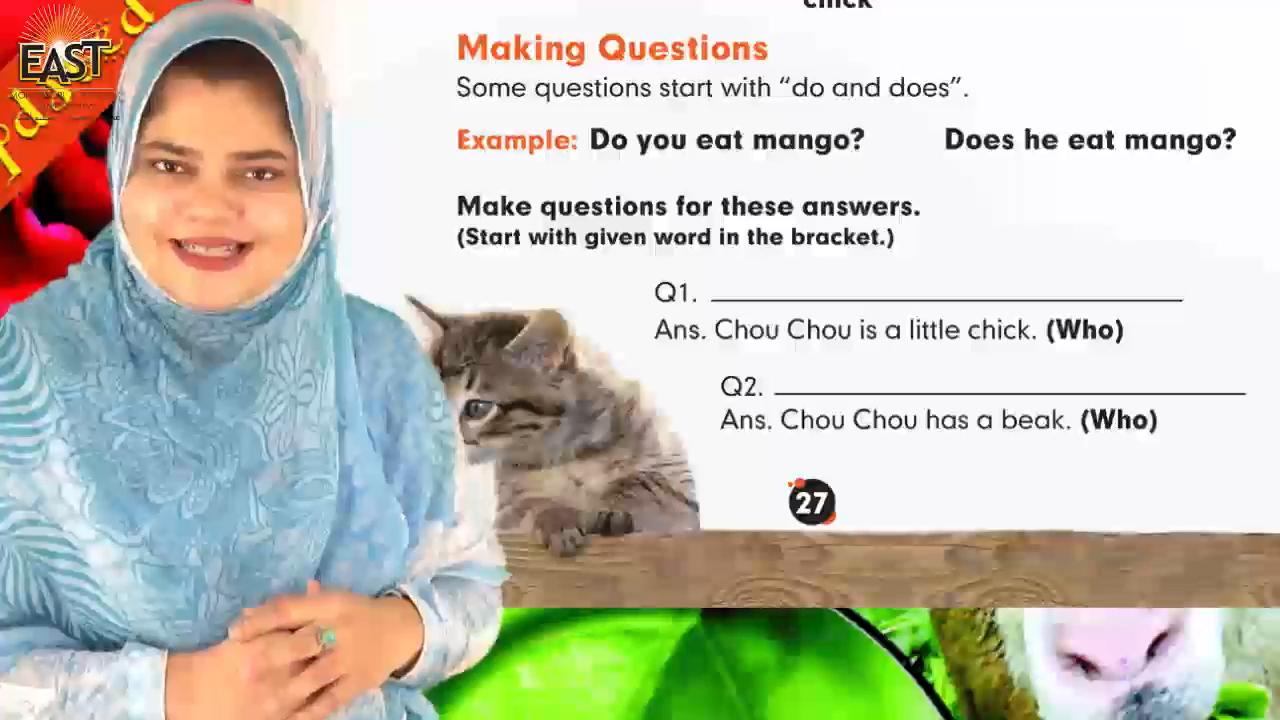 chick
EAST
Making Questions
Some questions start with “do and does”.
Example: Do you eat mango? Does he eat mango?
Make questions for these answers.
(Start with given word in the bracket.)
Q1.
Ans. Chou Chou is a little chick. (Who)
Q2.
Ans. Chou Chou has a beak. (Who)
27